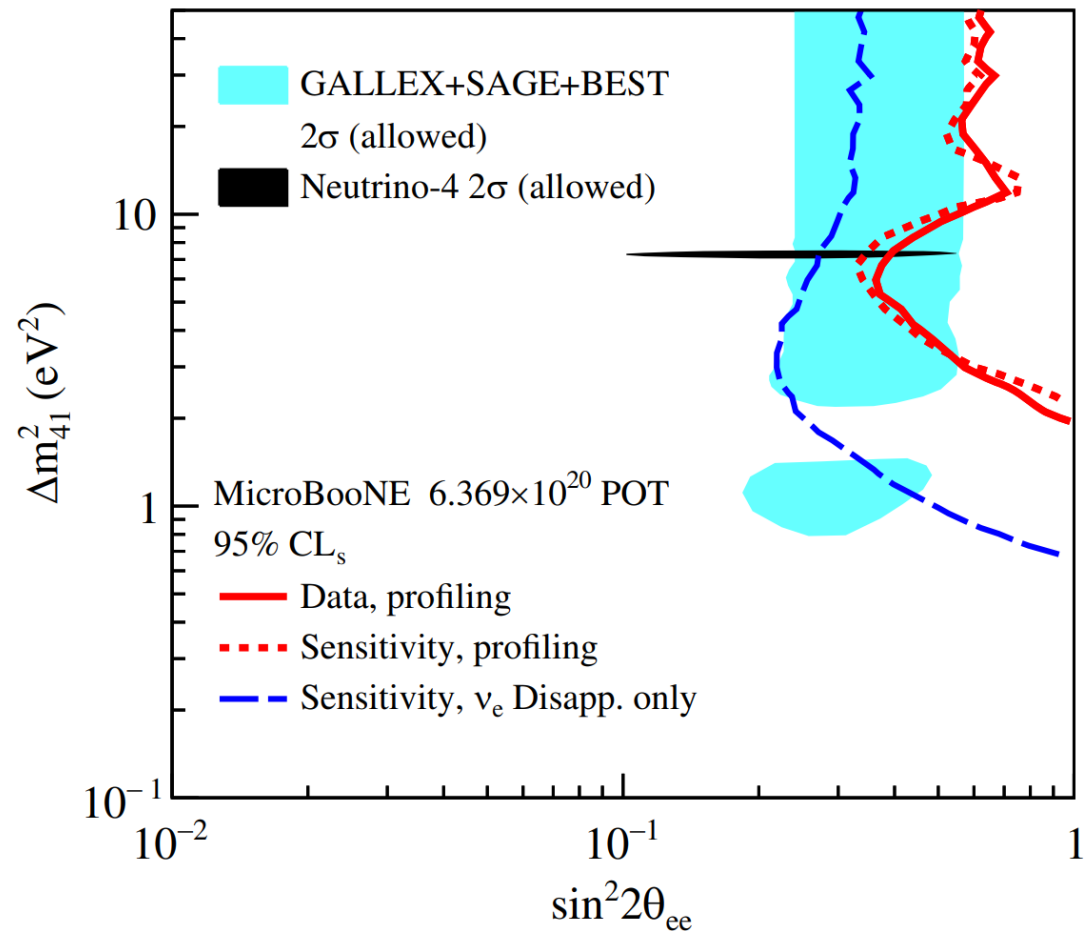 GALLEX+SAGE+BEST
2σ (allowed)
Neutrino-4 2σ (allowed)
10
1
10⁻¹
Δm²₄₁ (eV²)
MicroBooNE 6.369×10²⁰ POT
95% CLₛ
Data, profiling
Sensitivity, profiling
Sensitivity, νₑ Disapp. only
10⁻² 10⁻¹ 1
sin²2θₑₑ